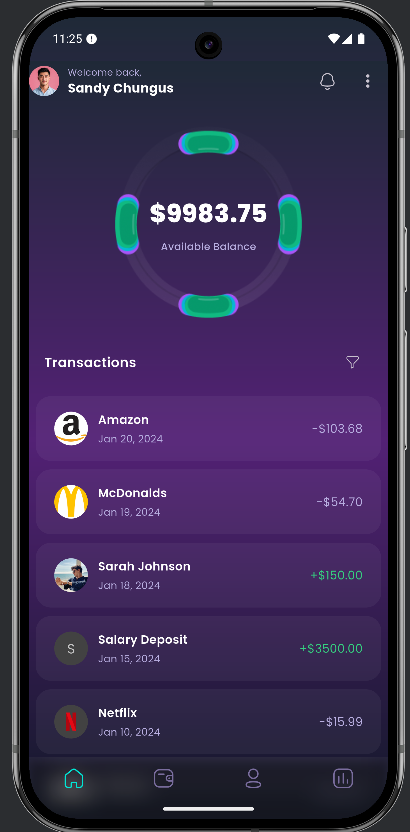 11:25
Welcome back,
Sandy Chungus
$9983.75
Available Balance
Transactions
Amazon
Jan 20, 2024
-$103.68
McDonalds
Jan 19, 2024
-$54.70
Sarah Johnson
Jan 18, 2024
+$150.00
S
Salary Deposit
Jan 15, 2024
+$3500.00
Netflix
Jan 10, 2024
-$15.99